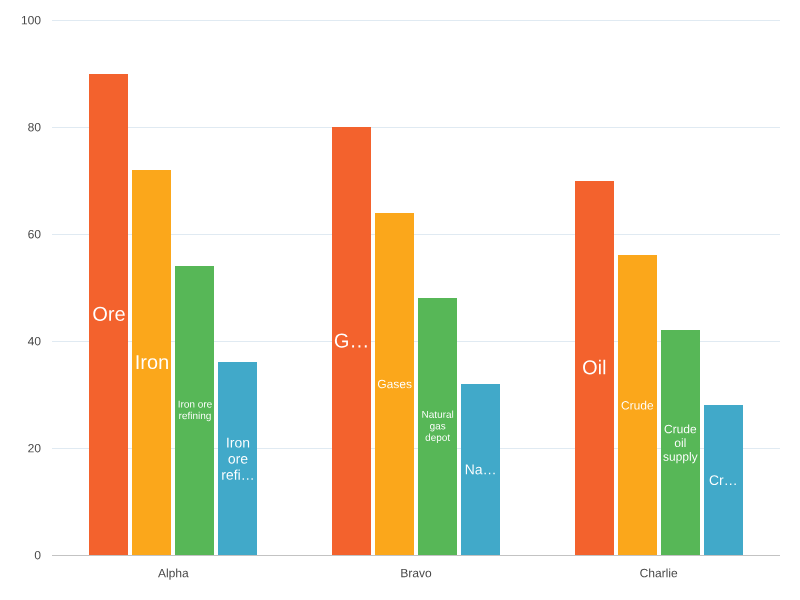 100
80
60
40
20
0
Ore
Iron
Iron ore
refining
Iron
ore
refi…
G…
Gases
Natural
gas
depot
Na…
Oil
Crude
Crude
oil
supply
Cr…
Alpha
Bravo
Charlie